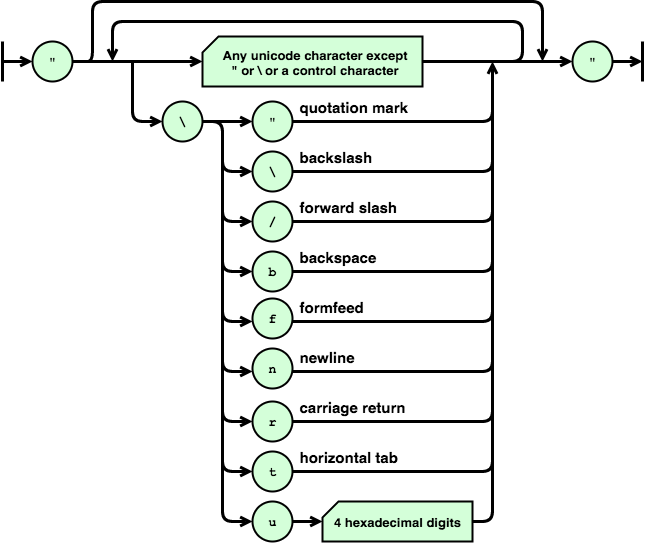 "
Any unicode character except
" or \ or a control character
"
\
" quotation mark
\ backslash
/ forward slash
b backspace
f formfeed
n newline
r carriage return
t horizontal tab
u 4 hexadecimal digits